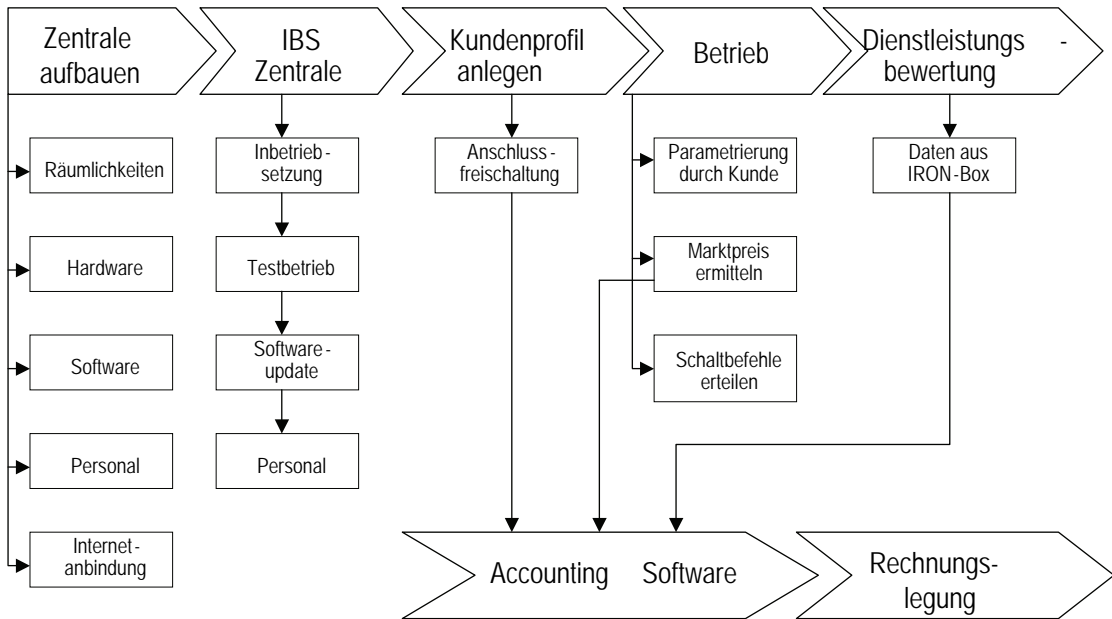 Zentrale
aufbauen
IBS
Zentrale
Kundenprofil
anlegen
Betrieb
Dienstleistungs -
bewertung
Räumlichkeiten
Hardware
Software
Personal
Internet-
anbindung
Inbetrieb-
setzung
Testbetrieb
Software-
update
Personal
Anschluss-
freischaltung
Parametrierung
durch Kunde
Marktpreis
ermitteln
Schaltbefehle
erteilen
Daten aus
IRON-Box
Accounting Software
Rechnungs-
legung